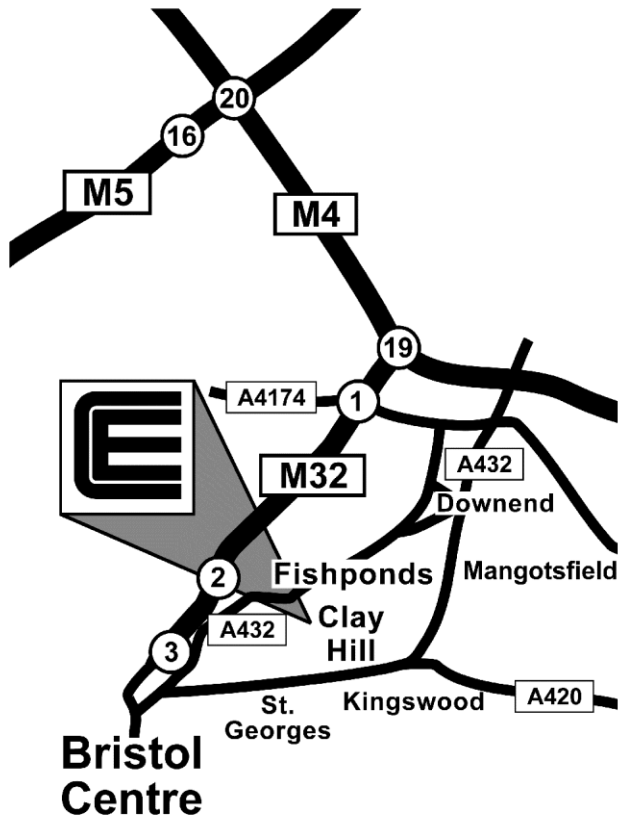 20
16
M5
M4
19
A4174
1
M32
A432
Downend
2
Fishponds
Mangotsfield
A432
Clay
Hill
3
St.
Georges
Kingswood
A420
Bristol
Centre